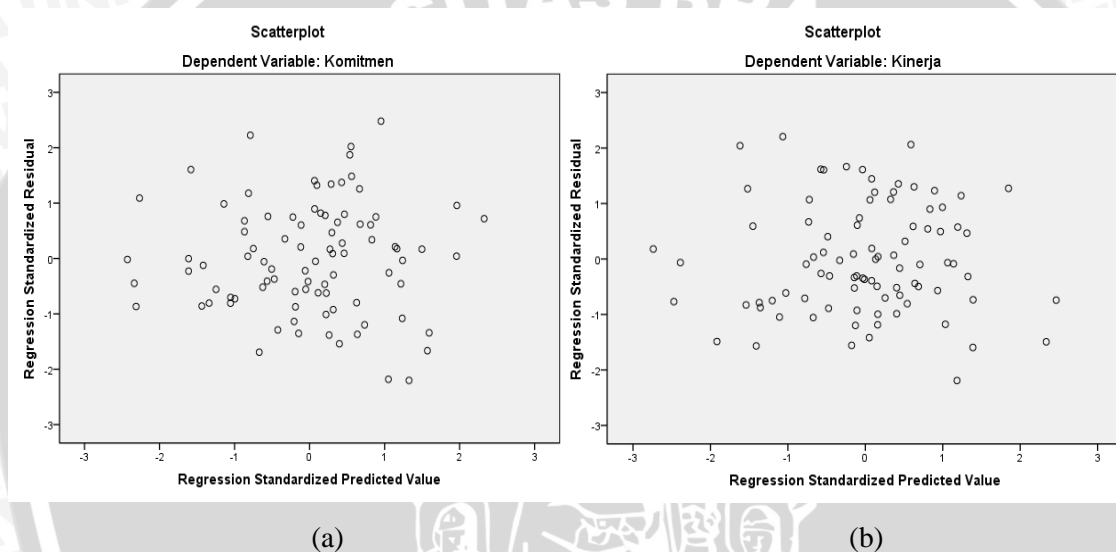 Scatterplot
Dependent Variable: Komitmen
Regression Standardized Residual
3
2
1
0
-1
-2
-3
-3 -2 -1 0 1 2 3
Regression Standardized Predicted Value
(a)
Scatterplot
Dependent Variable: Kinerja
Regression Standardized Residual
3
2
1
0
-1
-2
-3
-3 -2 -1 0 1 2 3
Regression Standardized Predicted Value
(b)